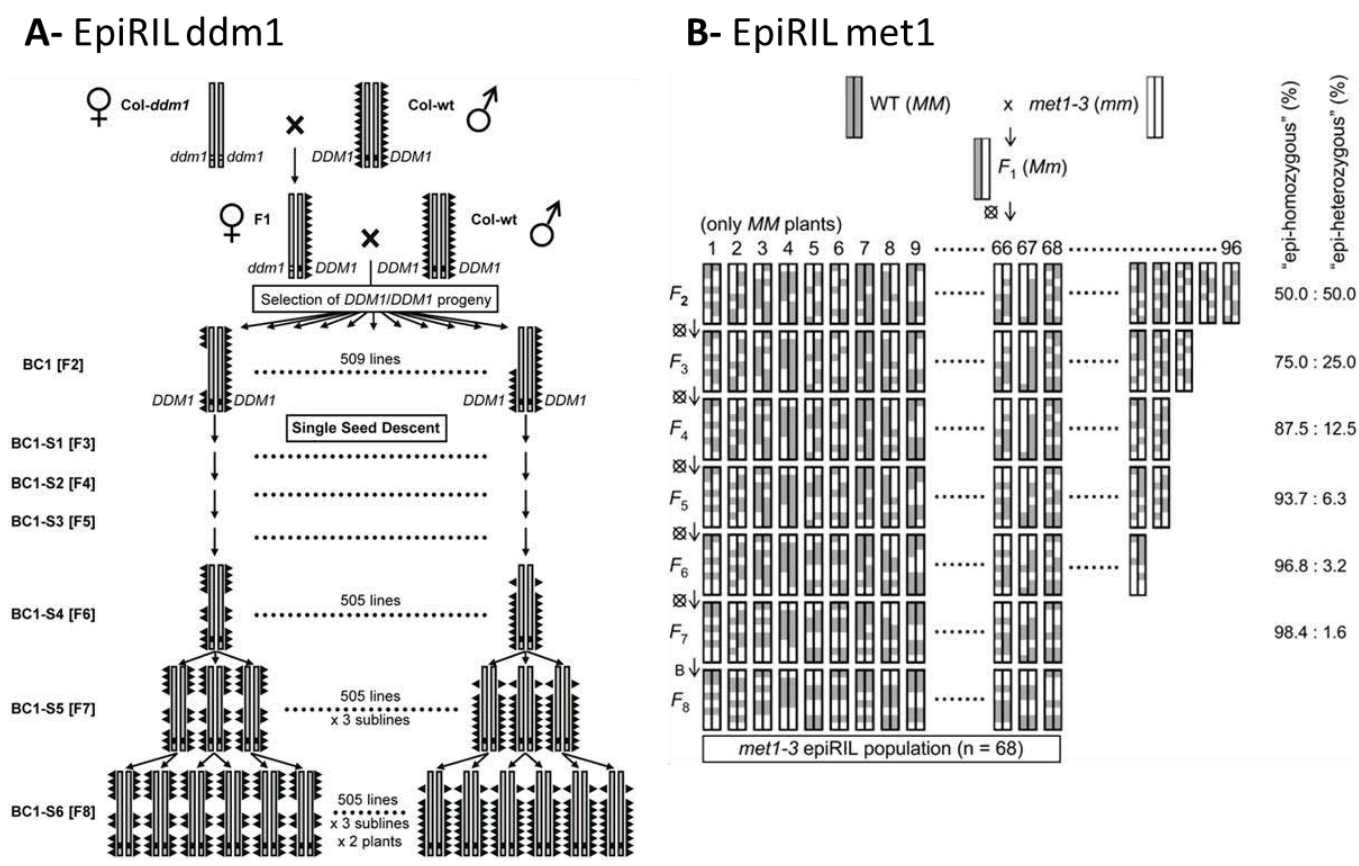 A- EpiRIL ddm1
♀ Col-ddm1 × Col-wt ♂
ddm1 ddm1 DDM1 DDM1
♀ F1 × Col-wt ♂
ddm1 DDM1 DDM1 DDM1
Selection of DDM1/DDM1 progeny
BC1 [F2]
509 lines
DDM1 DDM1 DDM1 DDM1
Single Seed Descent
BC1-S1 [F3]
BC1-S2 [F4]
BC1-S3 [F5]
BC1-S4 [F6]
505 lines
BC1-S5 [F7]
505 lines
x 3 sublines
BC1-S6 [F8]
505 lines
x 3 sublines
x 2 plants
B- EpiRIL met1
WT (MM) x met1-3 (mm)
F1 (Mm)
"epi-homozygous" (%)
"epi-heterozygous" (%)
(only MM plants)
1 2 3 4 5 6 7 8 9 66 67 68 96
F2 50.0 : 50.0
F3 75.0 : 25.0
F4 87.5 : 12.5
F5 93.7 : 6.3
F6 96.8 : 3.2
F7 98.4 : 1.6
B
F8
met1-3 epiRIL population (n = 68)